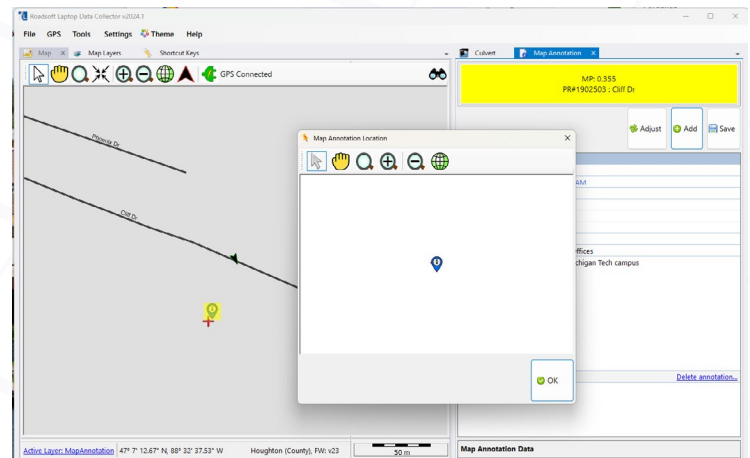 Roadsoft Laptop Data Collector v2024.1
File GPS Tools Settings Theme Help
Map X Map Layers Shortcut Keys
Culvert Map Annotation X
GPS Connected
MP: 0.355
PR#1902503 : Cliff Dr
Adjust Add Save
Phoenix Dr
Cliff Dr
Map Annotation Location
AM
ffices
chigan Tech campus
OK
Delete annotation...
Active Layer: MapAnnotation 47° 7' 12.67" N, 88° 32' 37.53" W Houghton (County), FW: v23 50 m
Map Annotation Data